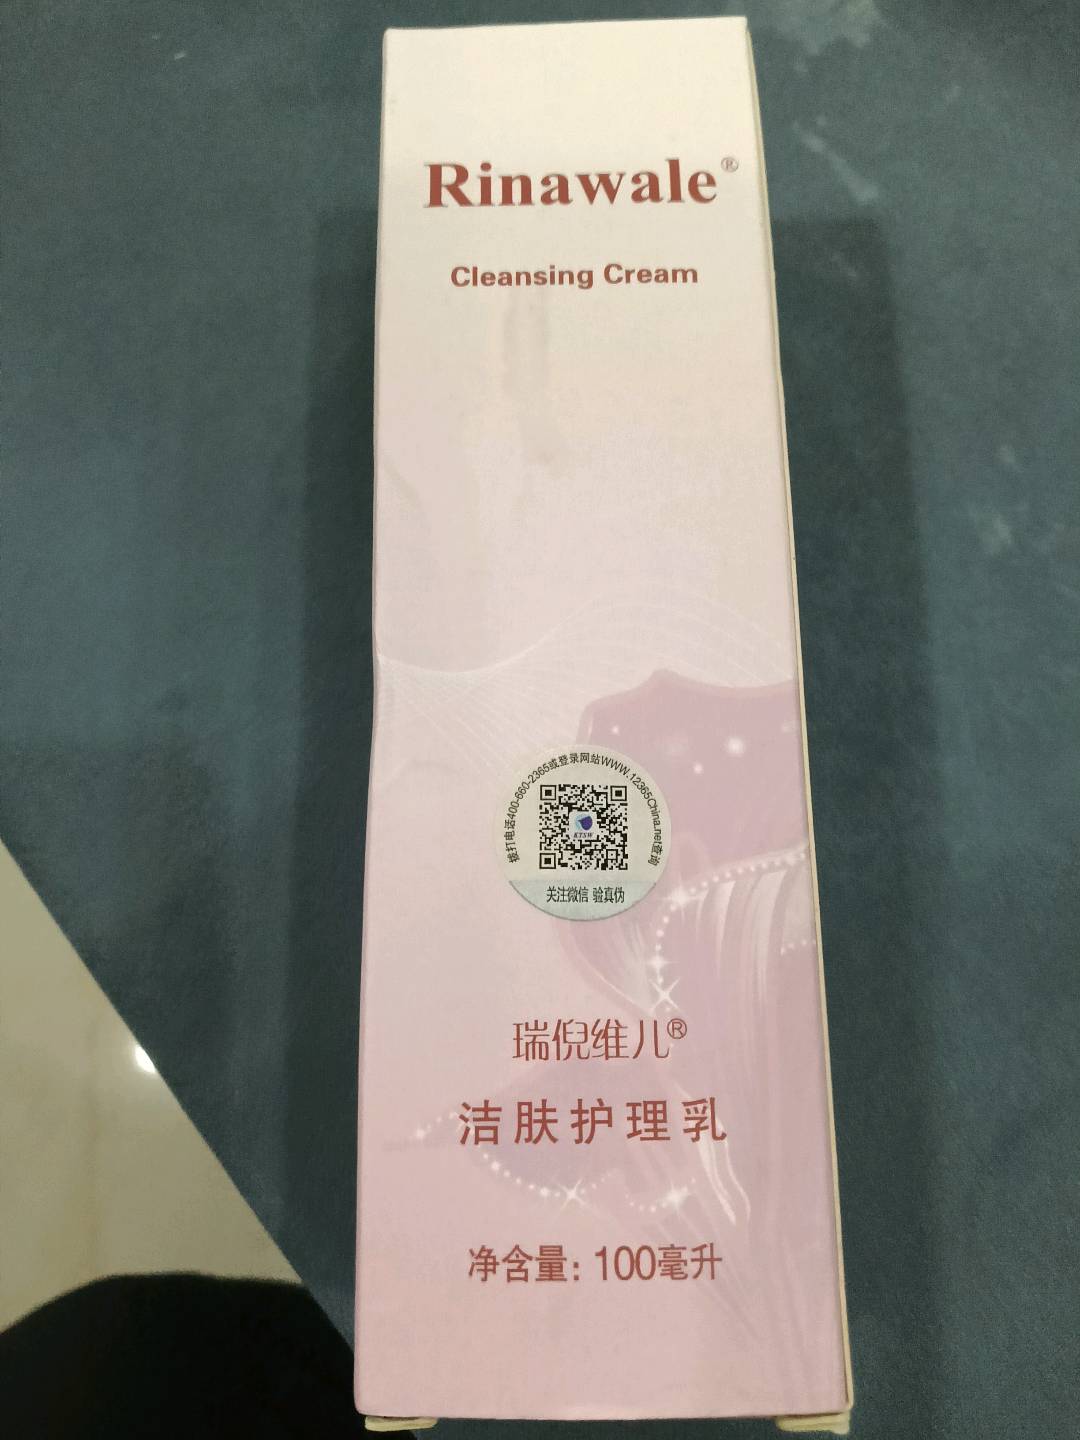 Rinawale®
Cleansing Cream
拨打电话400-660-2365或登录网站WWW.12365China.net查询
KTSW
关注微信 验真伪
瑞倪维儿®
洁肤护理乳
净含量: 100毫升